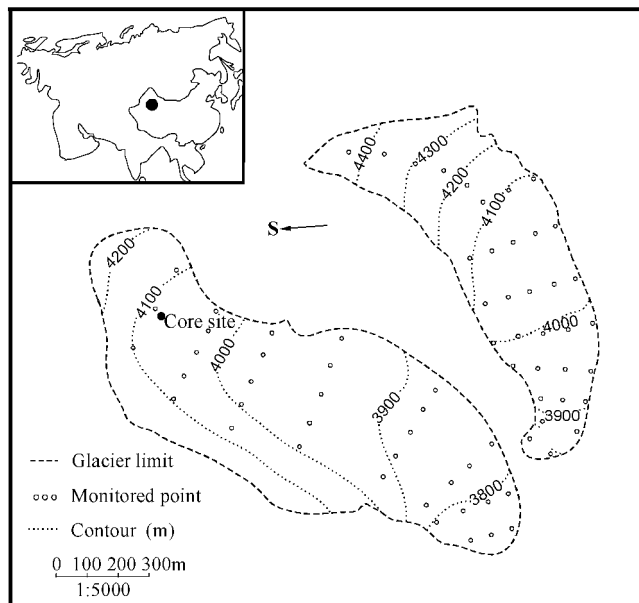 4400
4300
4200
4100
4000
3900
S
4200
4100
Core site
4000
3900
3800
Glacier limit
Monitored point
Contour (m)
0 100 200 300m
1:5000